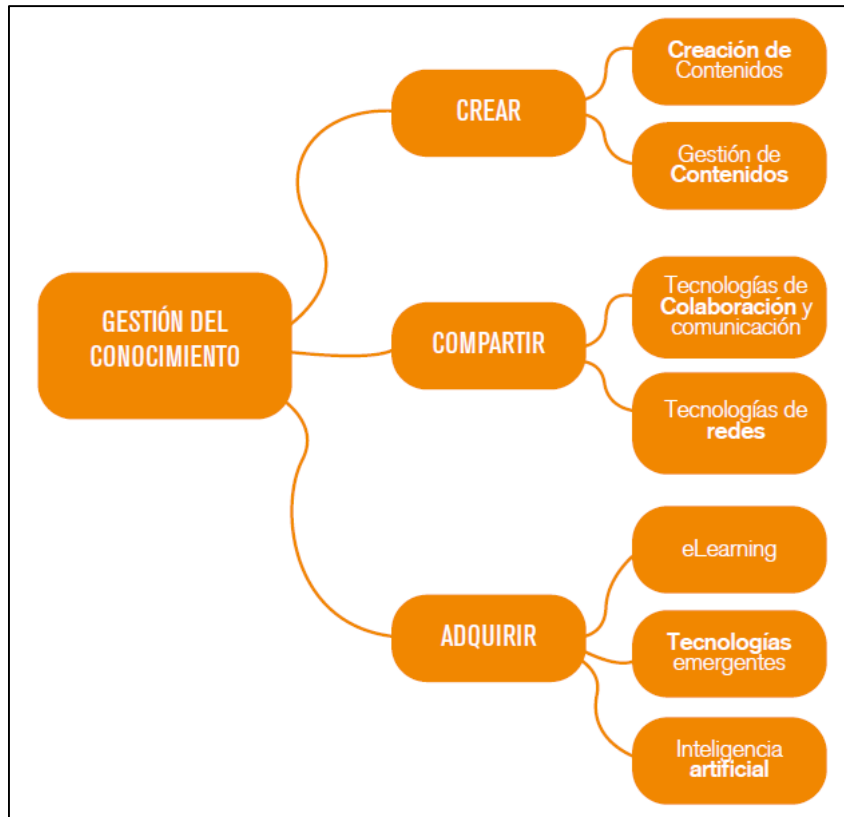 GESTIÓN DEL
CONOCIMIENTO
CREAR
Creación de
Contenidos
Gestión de
Contenidos
COMPARTIR
Tecnologías de
Colaboración y
comunicación
Tecnologías de
redes
ADQUIRIR
eLearning
Tecnologías
emergentes
Inteligencia
artificial